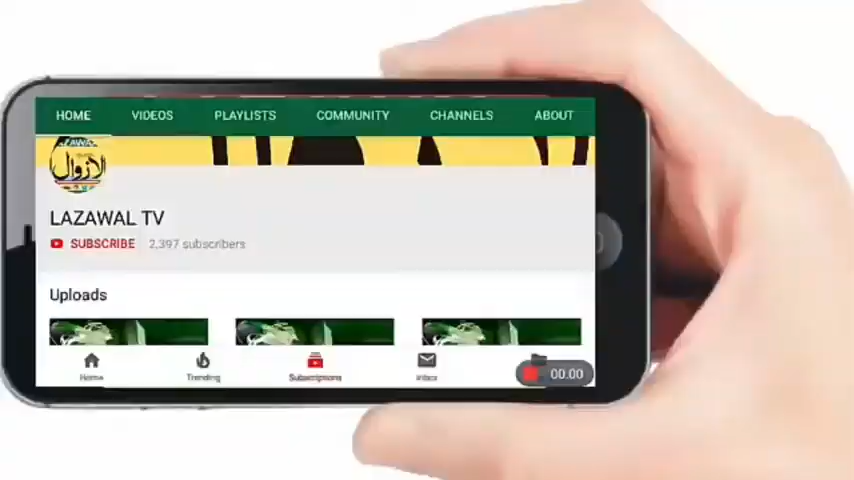 HOME VIDEOS PLAYLISTS COMMUNITY CHANNELS ABOUT
LAZAWAL TV
SUBSCRIBE 2,397 subscribers
Uploads
Home Trending Subscriptions Inbox
00.00